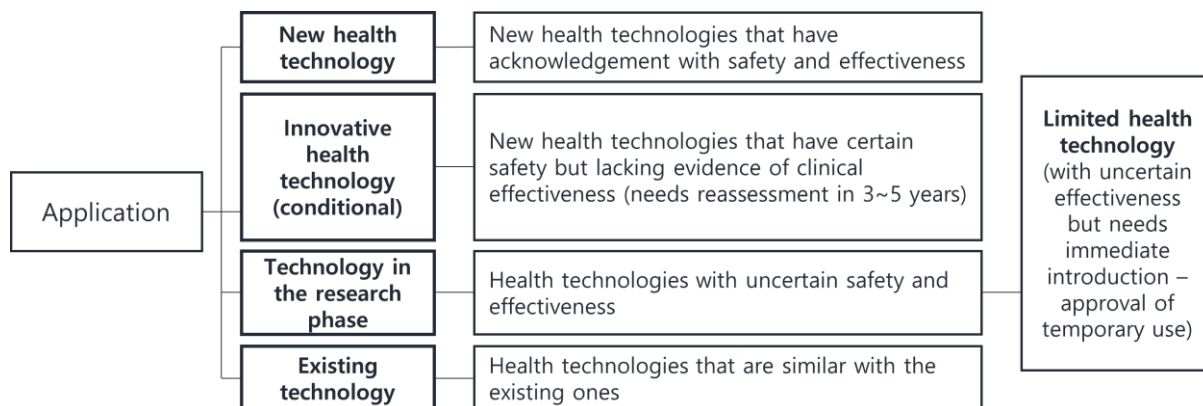 Application
New health
technology
New health technologies that have
acknowledgement with safety and effectiveness
Innovative
health
technology
(conditional)
New health technologies that have certain
safety but lacking evidence of clinical
effectiveness (needs reassessment in 3~5 years)
Technology in
the research
phase
Health technologies with uncertain safety and
effectiveness
Existing
technology
Health technologies that are similar with the
existing ones
Limited health
technology
(with uncertain
effectiveness
but needs
immediate
introduction –
approval of
temporary use)